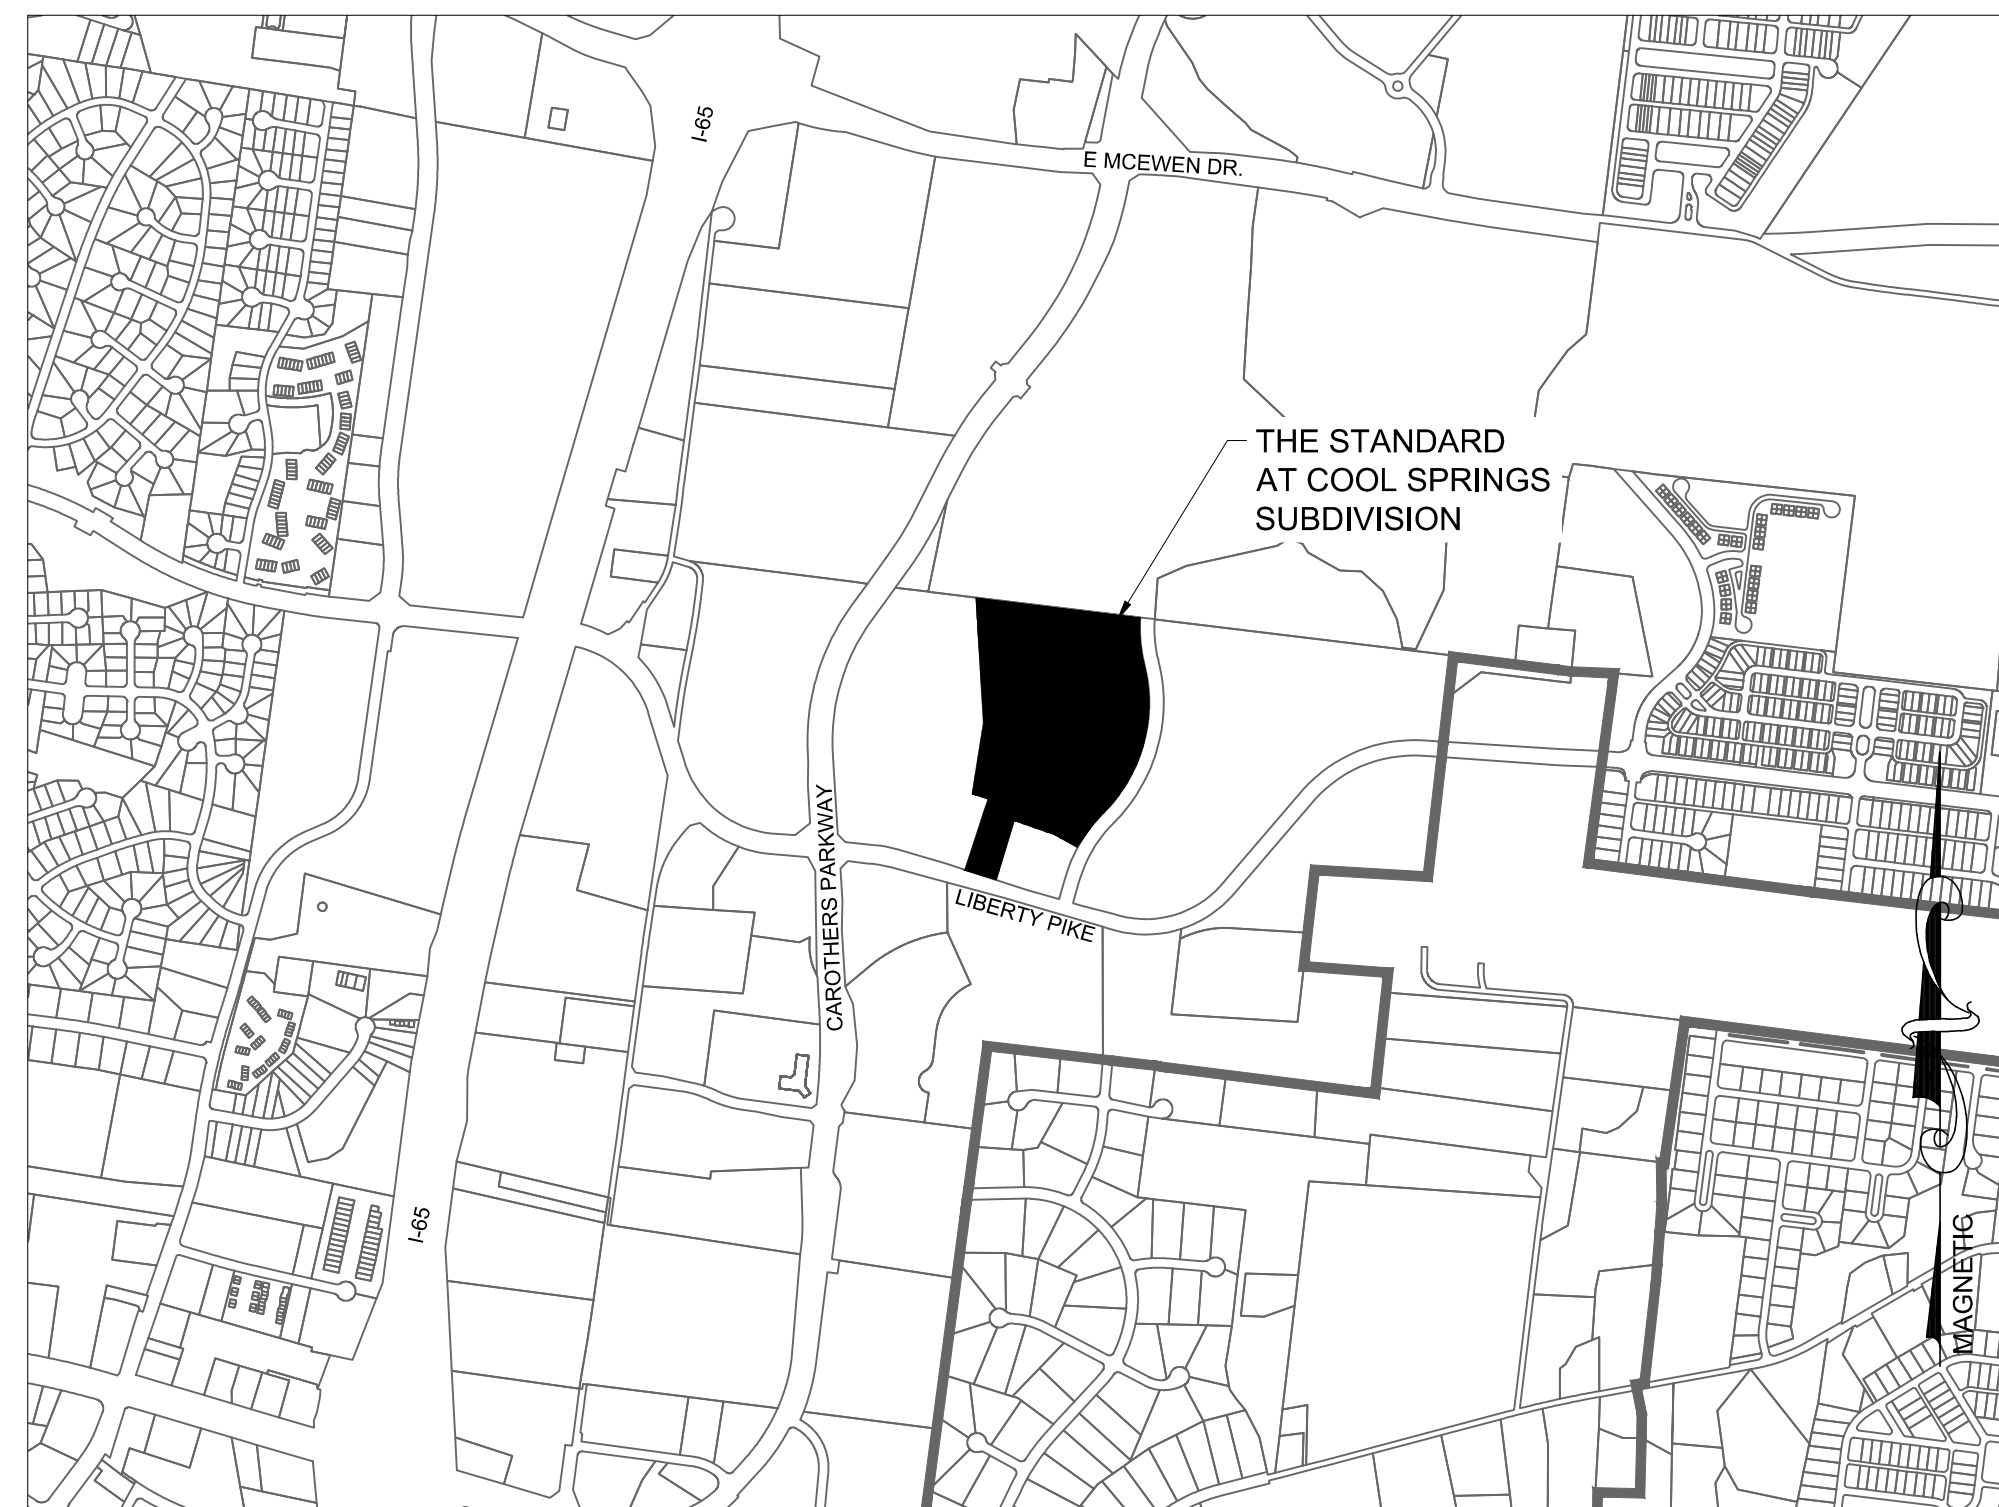 I-65
E MCEWEN DR.
THE STANDARD
AT COOL SPRINGS
SUBDIVISION
CAROTHERS PARKWAY
LIBERTY PIKE
I-65
MAGNETIC